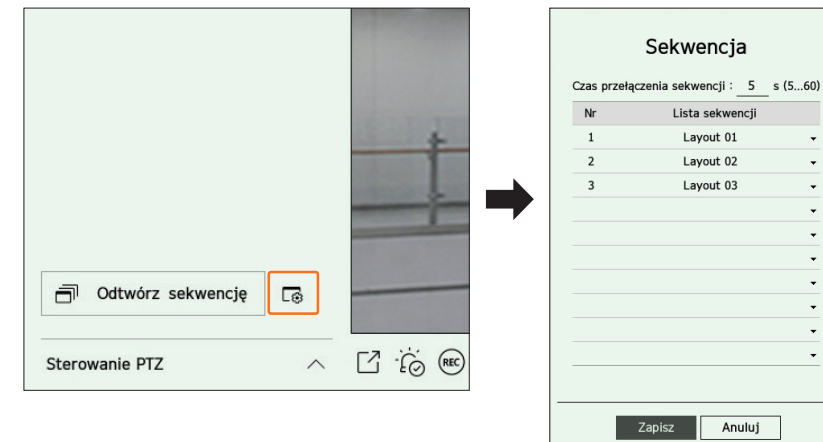 Odtwórz sekwencję
Sterowanie PTZ
REC
Sekwencja
Czas przełączenia sekwencji : 5 s (5...60)
Nr Lista sekwencji
1 Layout 01
2 Layout 02
3 Layout 03
Zapisz Anuluj